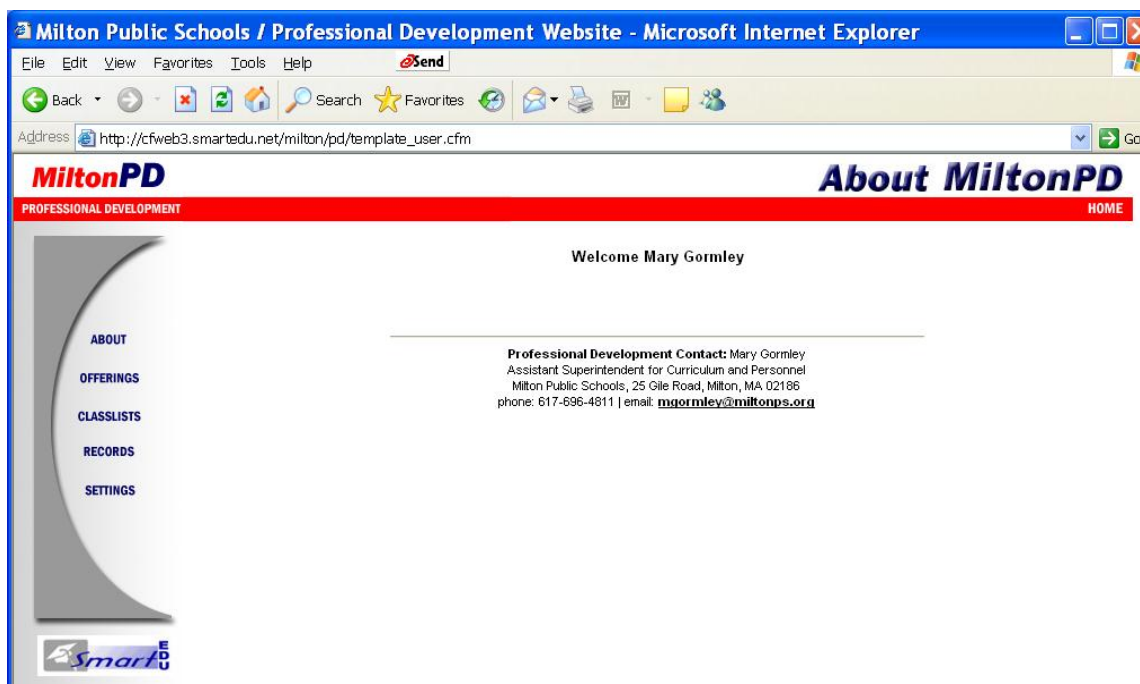 Milton Public Schools / Professional Development Website - Microsoft Internet Explorer
File Edit View Favorites Tools Help Send
Back Search Favorites
Address http://cfweb3.smartedu.net/milton/pd/template_user.cfm Go
MiltonPD About MiltonPD
PROFESSIONAL DEVELOPMENT HOME
Welcome Mary Gormley
ABOUT
OFFERINGS
CLASSLISTS
RECORDS
SETTINGS
Professional Development Contact: Mary Gormley
Assistant Superintendent for Curriculum and Personnel
Milton Public Schools, 25 Gile Road, Milton, MA 02186
phone: 617-696-4811 | email: mgormley@miltonps.org
Smart EDU